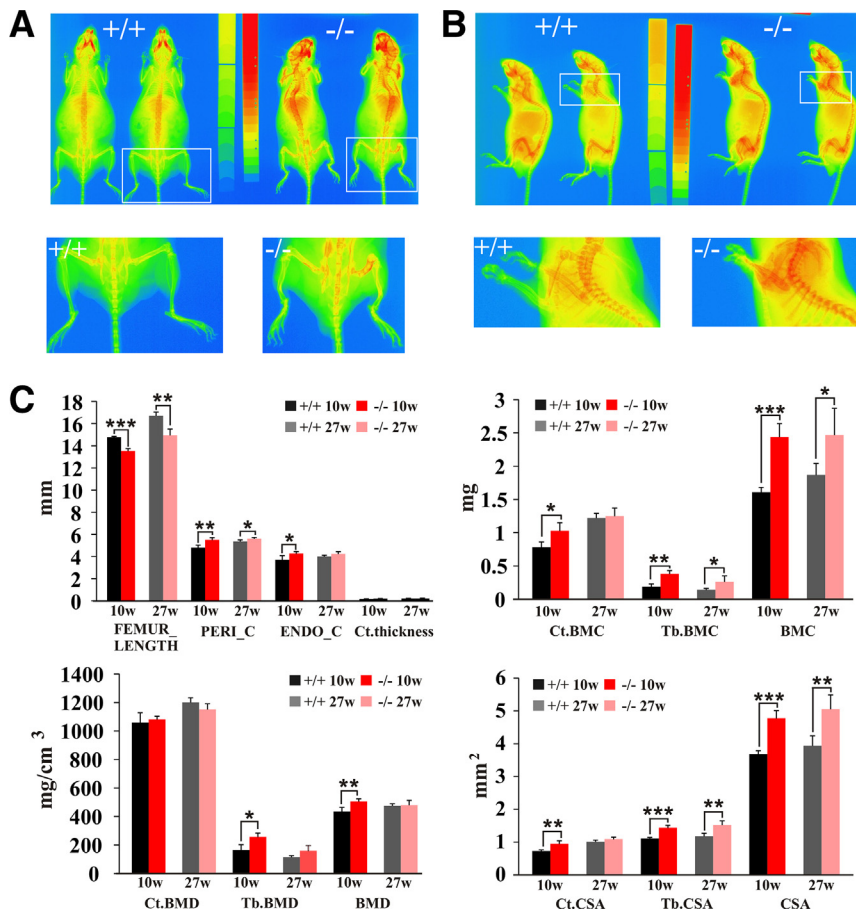 A
+/+
-/-
B
+/+
-/-
+/+
-/-
+/+
-/-
C
18
16
14
12
10
8
6
4
2
0
mm
+/+ 10w
-/- 10w
+/+ 27w
-/- 27w
***
**
**
*
*
10w 27w 10w 27w 10w 27w 10w 27w
FEMUR_ PERI_C ENDO_C Ct.thickness
LENGTH
3
2.5
2
1.5
1
0.5
0
mg
+/+ 10w
-/- 10w
+/+ 27w
-/- 27w
*
**
*
***
*
10w 27w 10w 27w 10w 27w
Ct.BMC Tb.BMC BMC
1400
1200
1000
800
600
400
200
0
mg/cm 3
+/+ 10w
-/- 10w
+/+ 27w
-/- 27w
*
**
10w 27w 10w 27w 10w 27w
Ct.BMD Tb.BMD BMD
6
5
4
3
2
1
0
mm2
+/+ 10w
-/- 10w
+/+ 27w
-/- 27w
**
***
**
***
**
10w 27w 10w 27w 10w 27w
Ct.CSA Tb.CSA CSA